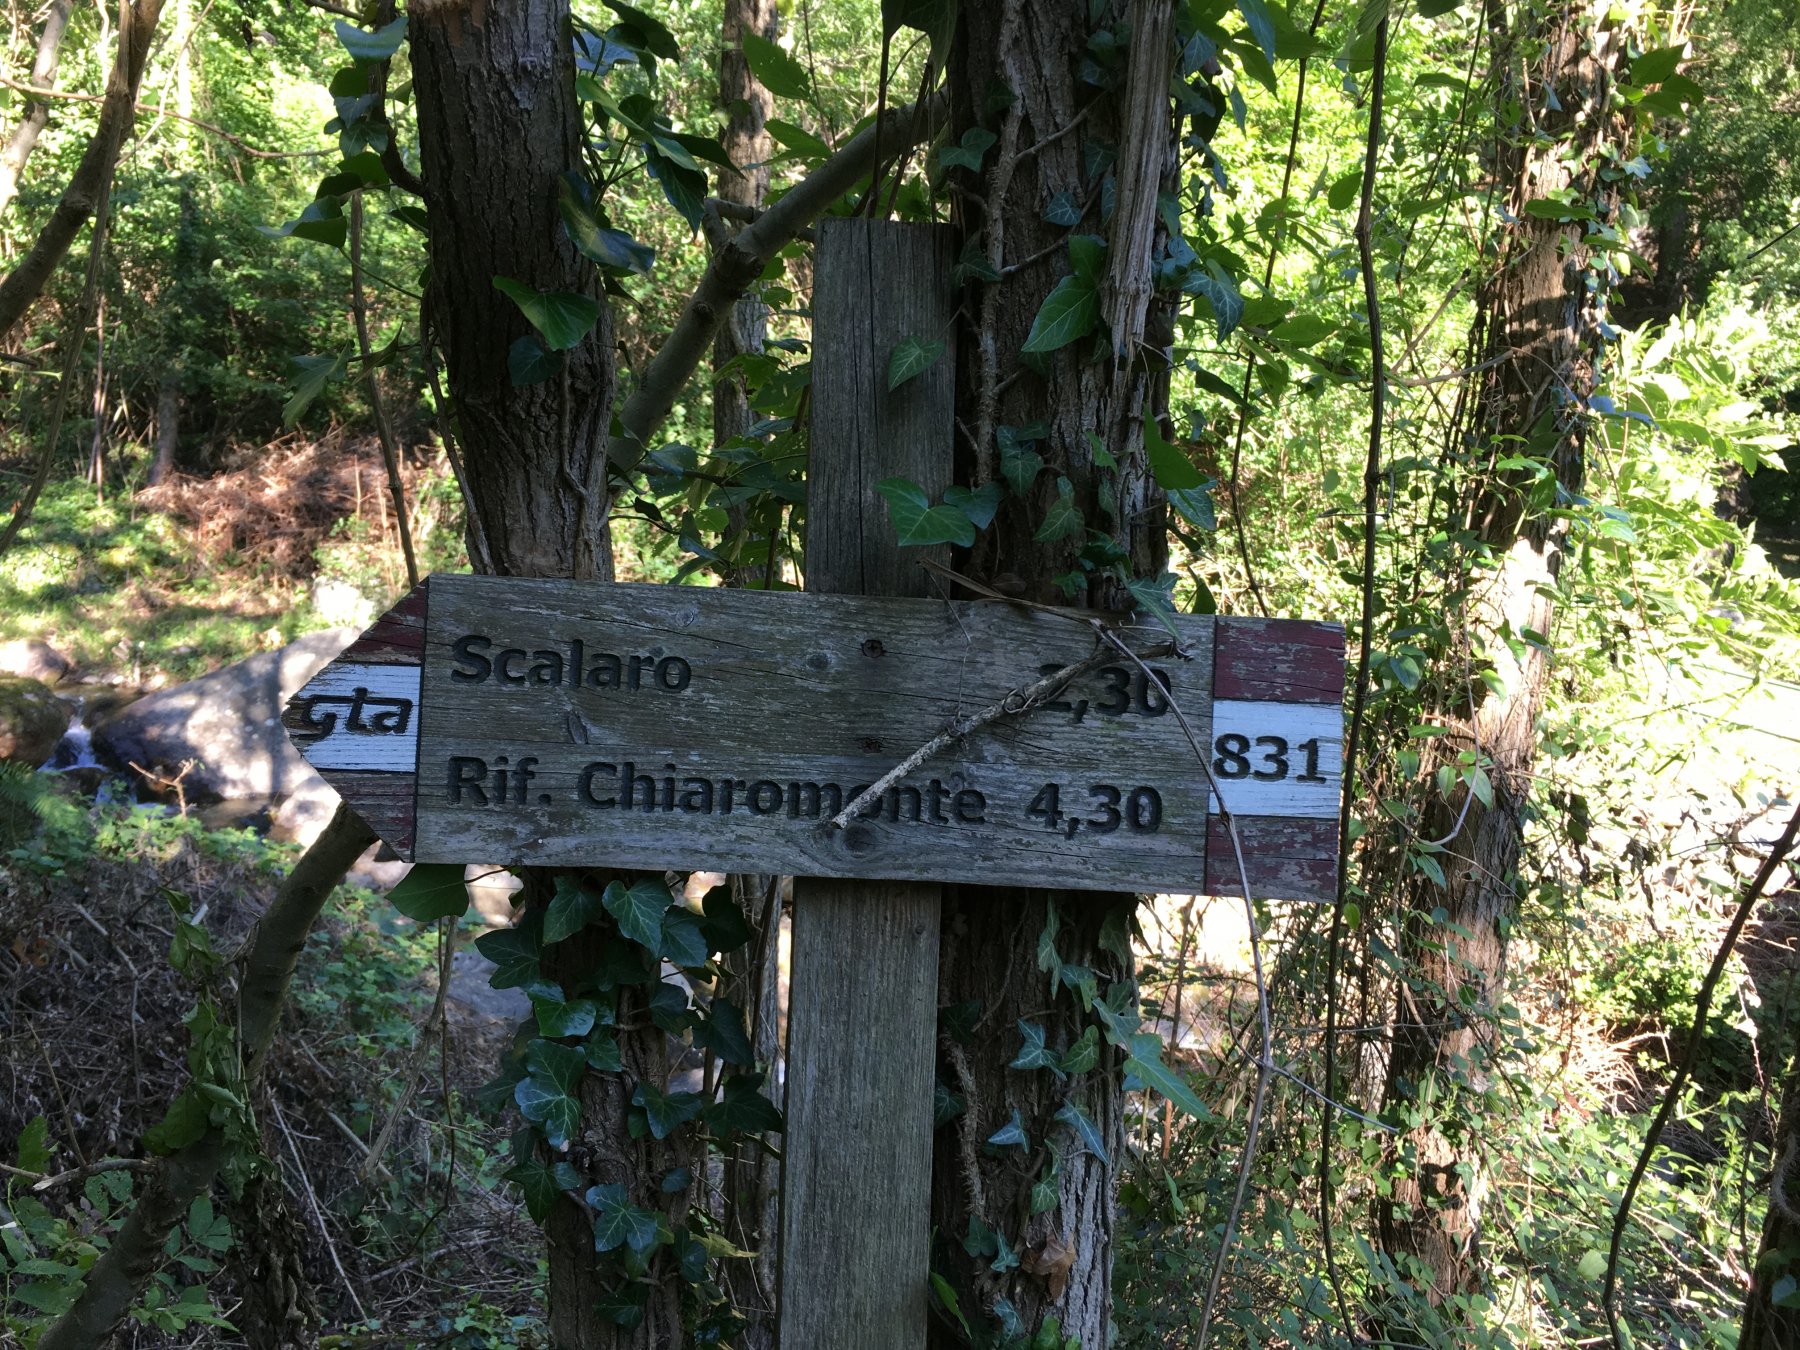 gta
Scalaro 2,30
Rif. Chiaromonte 4,30
831